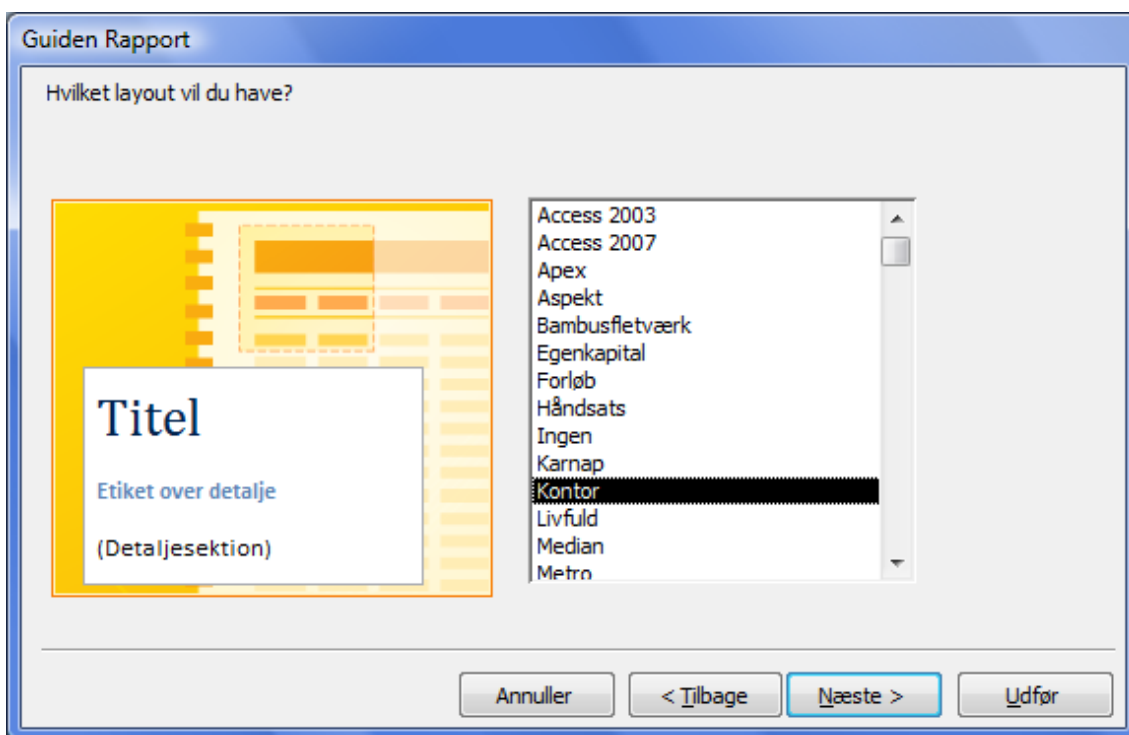 Guiden Rapport
Hvilket layout vil du have?
Titel
Etiket over detalje
(Detaljesektion)
Access 2003
Access 2007
Apex
Aspekt
Bambusfletværk
Egenkapital
Forløb
Håndsats
Ingen
Karnap
Kontor
Livfuld
Median
Metro
Annuller
< Tilbage
Næste >
Udfør